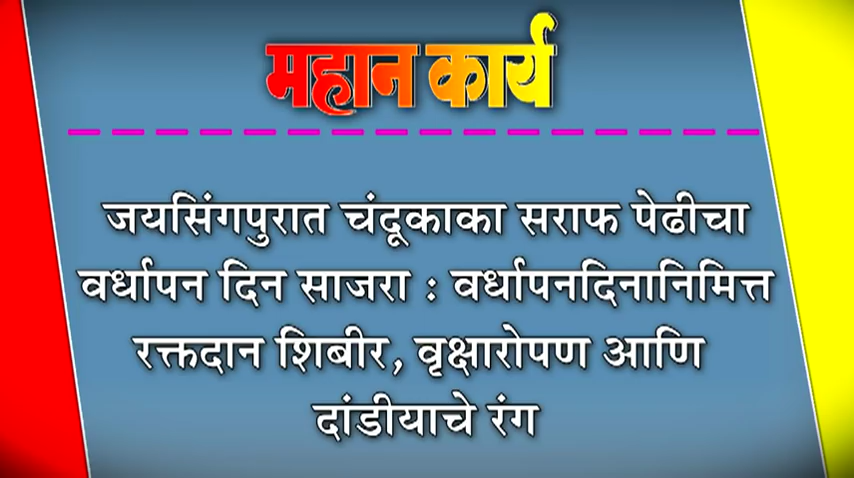 महान कार्य
जयसिंगपुरात चंदूकाका सराफ पेढीचा
वर्धापन दिन साजरा : वर्धापनदिनानिमित्त
रक्तदान शिबीर, वृक्षारोपण आणि
दांडीयाचे रंग